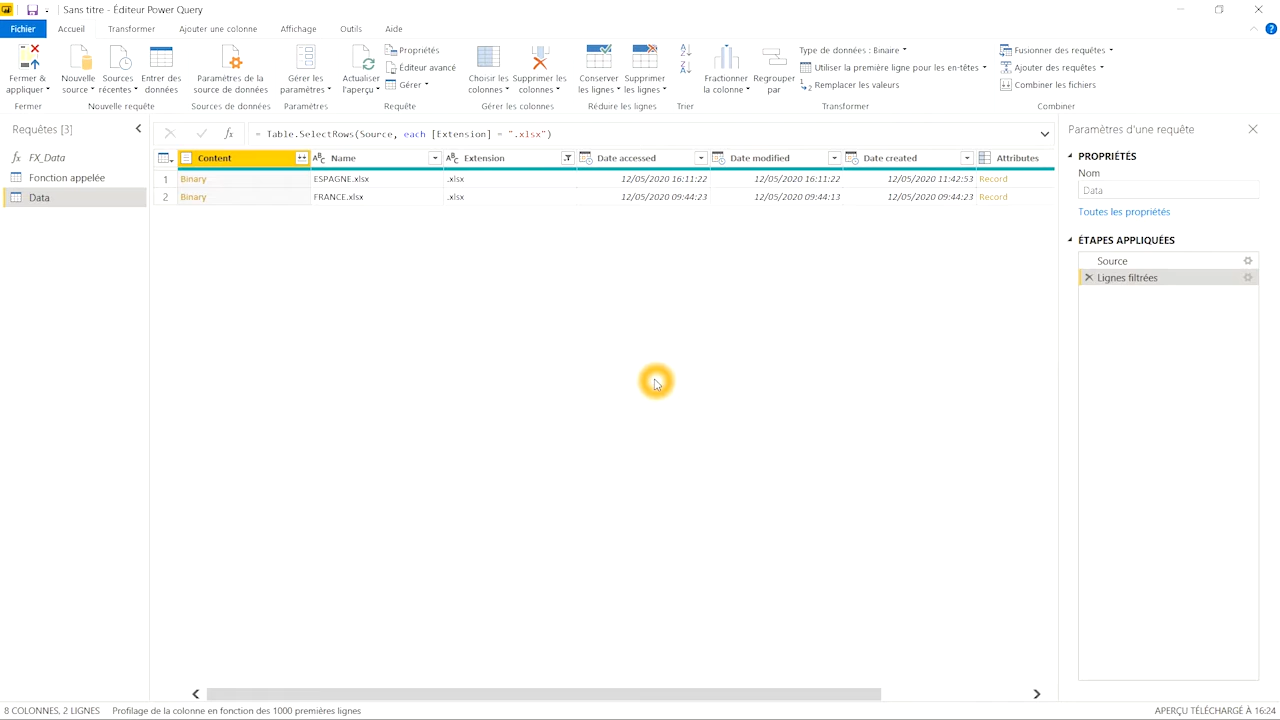 Sans titre - Éditeur Power Query
Fichier
Accueil
Transformer
Ajouter une colonne
Affichage
Outils
Aide
Fermer &
appliquer
Nouvelle
source
Sources
récentes
Entrer des
données
Paramètres de la
source de données
Gérer les
paramètres
Actualiser
l'aperçu
Propriétés
Éditeur avancé
Gérer
Choisir les
colonnes
Supprimer les
colonnes
Conserver
les lignes
Supprimer
les lignes
Fractionner
la colonne
Regrouper
par
Type de données : Binaire
Utiliser la première ligne pour les en-têtes
Remplacer les valeurs
Fusionner des requêtes
Ajouter des requêtes
Combiner les fichiers
Fermer
Nouvelle requête
Sources de données
Paramètres
Requête
Gérer les colonnes
Réduire les lignes
Trier
Transformer
Combiner
Requêtes [3]
FX_Data
Fonction appelée
Data
= Table.SelectRows(Source, each [Extension] = ".xlsx")
Content Name Extension Date accessed Date modified Date created Attributes
1 Binary ESPAGNE.xlsx .xlsx 12/05/2020 16:11:22 12/05/2020 16:11:22 12/05/2020 11:42:53 Record
2 Binary FRANCE.xlsx .xlsx 12/05/2020 09:44:23 12/05/2020 09:44:13 12/05/2020 09:44:23 Record
Paramètres d'une requête
PROPRIÉTÉS
Nom
Data
Toutes les propriétés
ÉTAPES APPLIQUÉES
Source
Lignes filtrées
8 COLONNES, 2 LIGNES
Profilage de la colonne en fonction des 1000 premières lignes
APERÇU TÉLÉCHARGÉ À 16:24